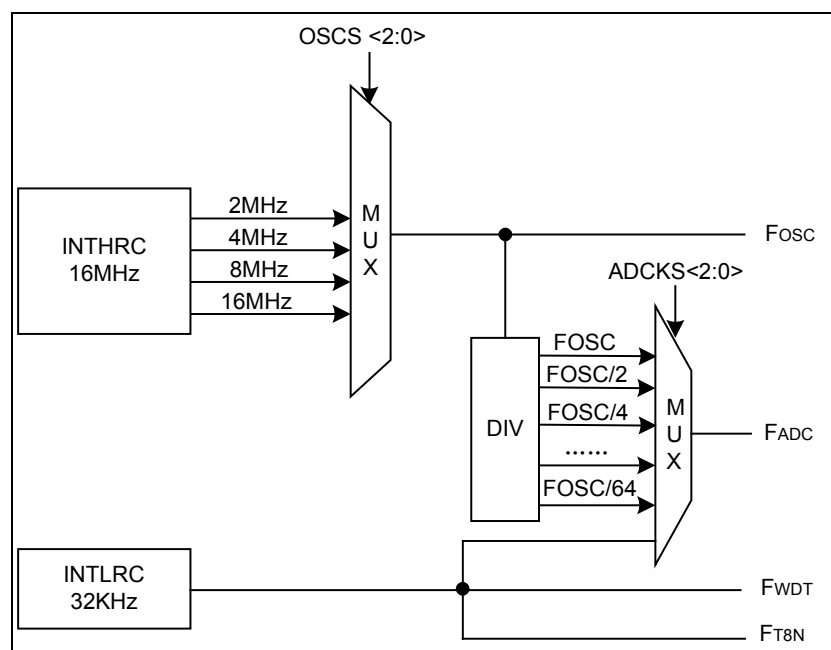 OSCS <2:0>
INTHRC
16MHz
2MHz
4MHz
8MHz
16MHz
M
U
X
FOSC
ADCKS<2:0>
DIV
FOSC
FOSC/2
FOSC/4
......
FOSC/64
M
U
X
FADC
INTLRC
32KHz
FWDT
FT8N